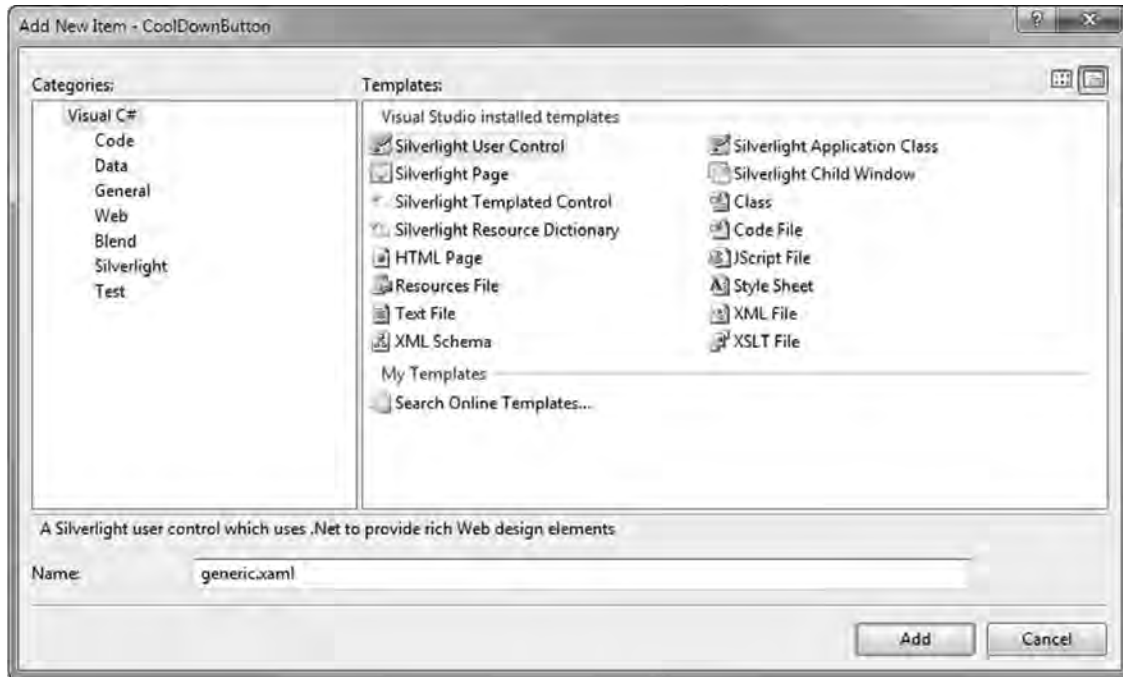 Add New Item - CoolDownButton
Categories:
Visual C#
Code
Data
General
Web
Blend
Silverlight
Test
Templates:
Visual Studio installed templates
Silverlight User Control
Silverlight Page
Silverlight Templated Control
Silverlight Resource Dictionary
HTML Page
Resources File
Text File
XML Schema
Silverlight Application Class
Silverlight Child Window
Class
Code File
JScript File
Style Sheet
XML File
XSLT File
My Templates
Search Online Templates...
A Silverlight user control which uses .Net to provide rich Web design elements
Name: generic.xaml
Add Cancel